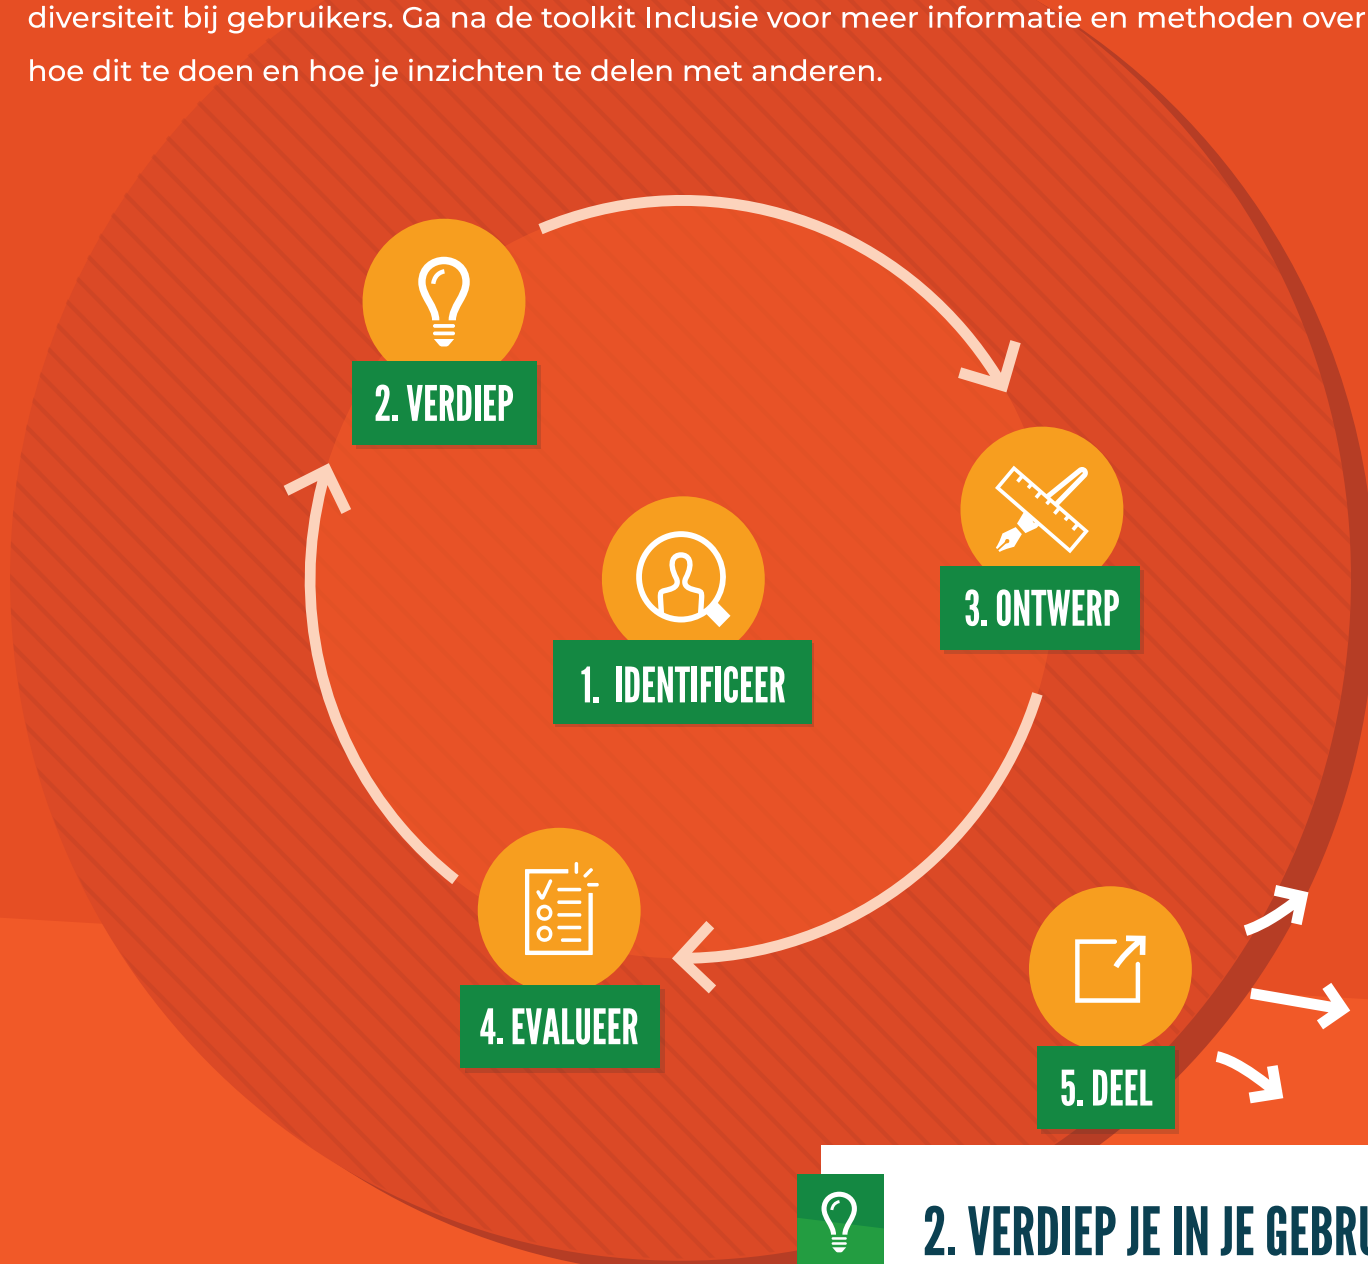 diversiteit bij gebruikers. Ga na de toolkit Inclusie voor meer informatie en methoden over
hoe dit te doen en hoe je inzichten te delen met anderen.
2. VERDIEP
3. ONTWERP
1. IDENTIFICEER
4. EVALUEER
5. DEEL
2. VERDIEP JE IN JE